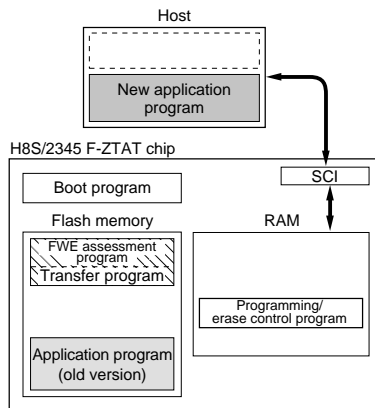 Host
New application
program
H8S/2345 F-ZTAT chip
SCI
Boot program
Flash memory
RAM
FWE assessment
program
Transfer program
Programming/
erase control program
Application program
(old version)